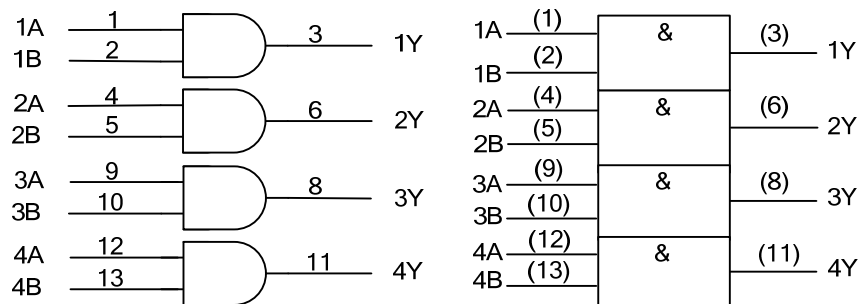 1A 1 3 1Y
1B 2
2A 4 6 2Y
2B 5
3A 9 8 3Y
3B 10
4A 12 11 4Y
4B 13
1A (1) & (3) 1Y
1B (2)
2A (4) & (6) 2Y
2B (5)
3A (9) & (8) 3Y
3B (10)
4A (12) & (11) 4Y
4B (13)